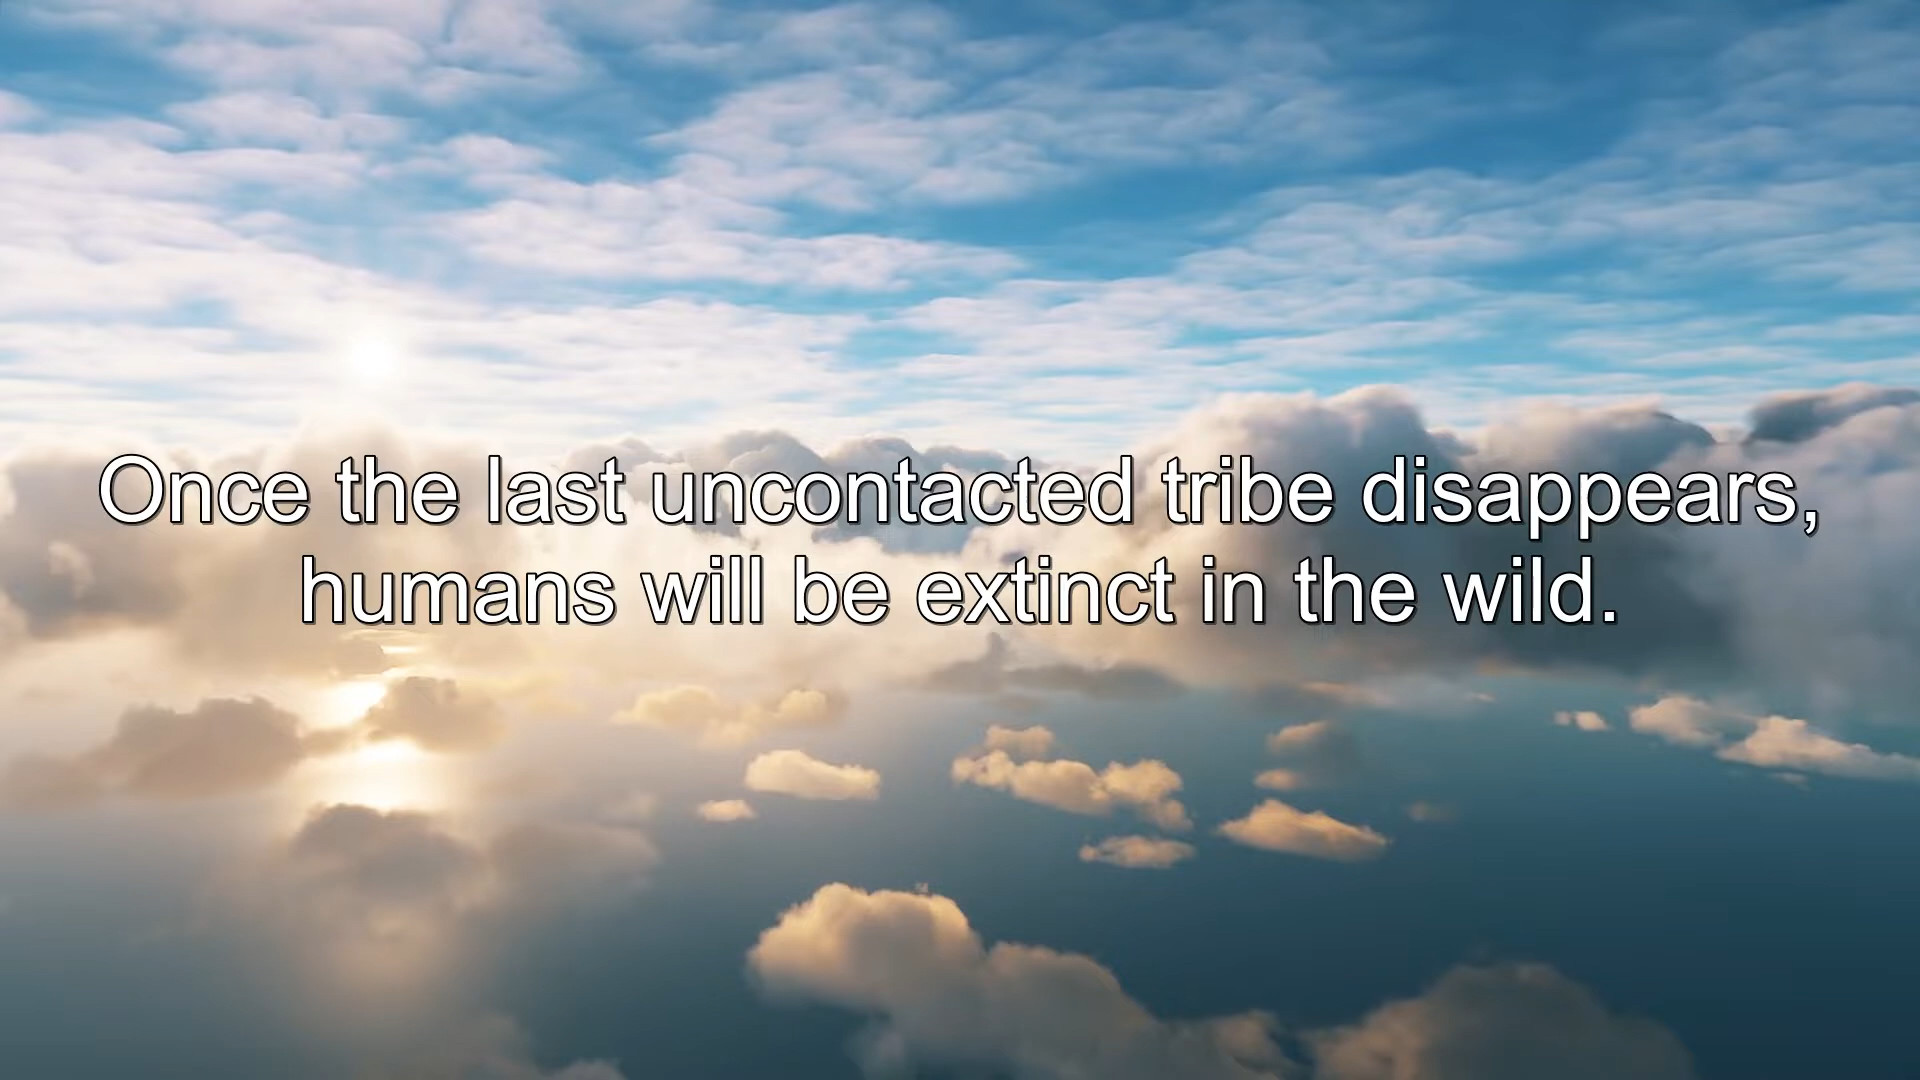 Once the last uncontacted tribe disappears,
humans will be extinct in the wild.